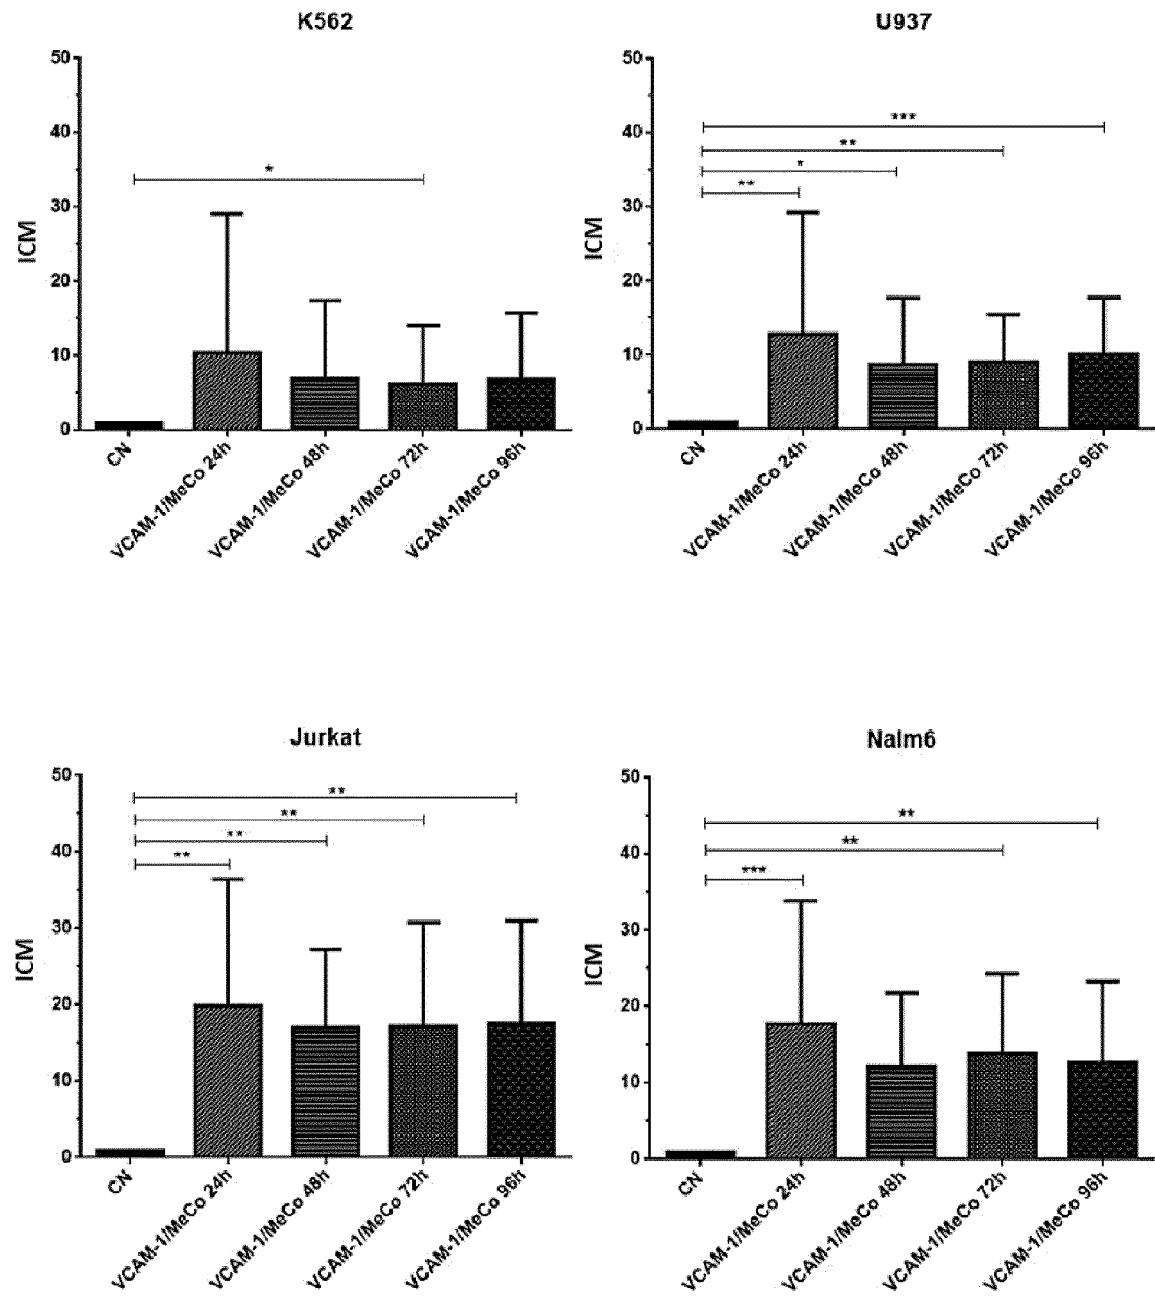 K562
50
40
30
20
10
0
ICM
*
CN
VCAM-1/MeCo 24h
VCAM-1/MeCo 48h
VCAM-1/MeCo 72h
VCAM-1/MeCo 96h
U937
50
40
30
20
10
0
ICM
***
**
*
**
CN
VCAM-1/MeCo 24h
VCAM-1/MeCo 48h
VCAM-1/MeCo 72h
VCAM-1/MeCo 96h
Jurkat
50
40
30
20
10
0
ICM
**
**
**
**
CN
VCAM-1/MeCo 24h
VCAM-1/MeCo 48h
VCAM-1/MeCo 72h
VCAM-1/MeCo 96h
Nalm6
50
40
30
20
10
0
ICM
**
**
***
CN
VCAM-1/MeCo 24h
VCAM-1/MeCo 48h
VCAM-1/MeCo 72h
VCAM-1/MeCo 96h